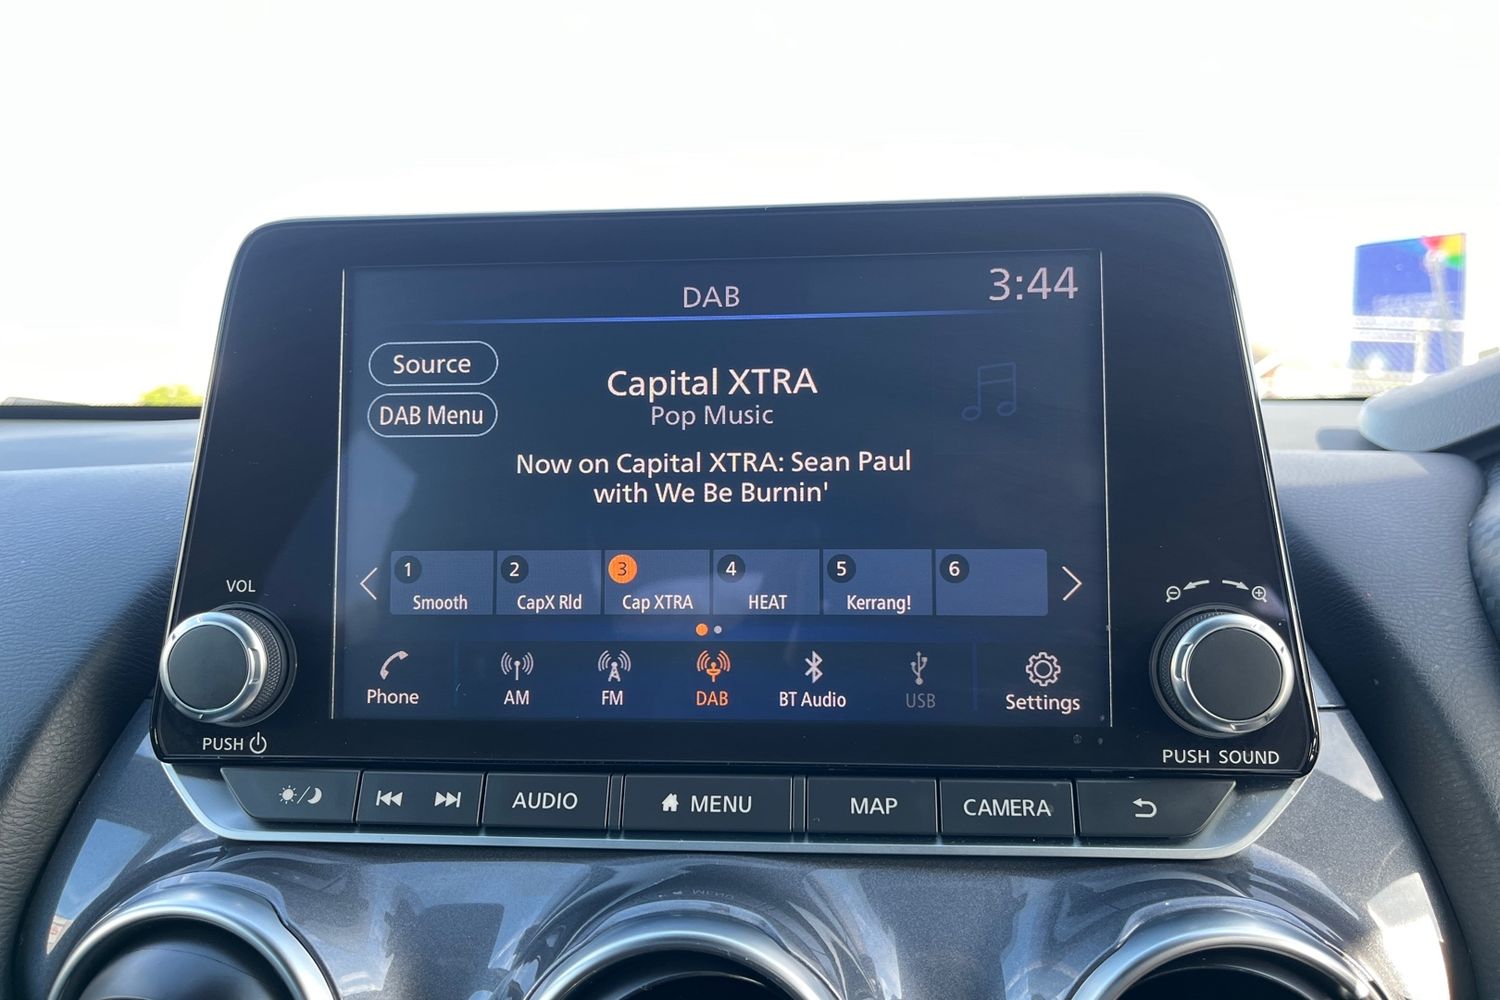 DAB
3:44
Source
DAB Menu
Capital XTRA
Pop Music
Now on Capital XTRA: Sean Paul
with We Be Burnin'
1 Smooth
2 CapX Rld
3 Cap XTRA
4 HEAT
5 Kerrang!
6
Phone
AM
FM
DAB
BT Audio
USB
Settings
VOL
PUSH
PUSH SOUND
AUDIO
MENU
MAP
CAMERA